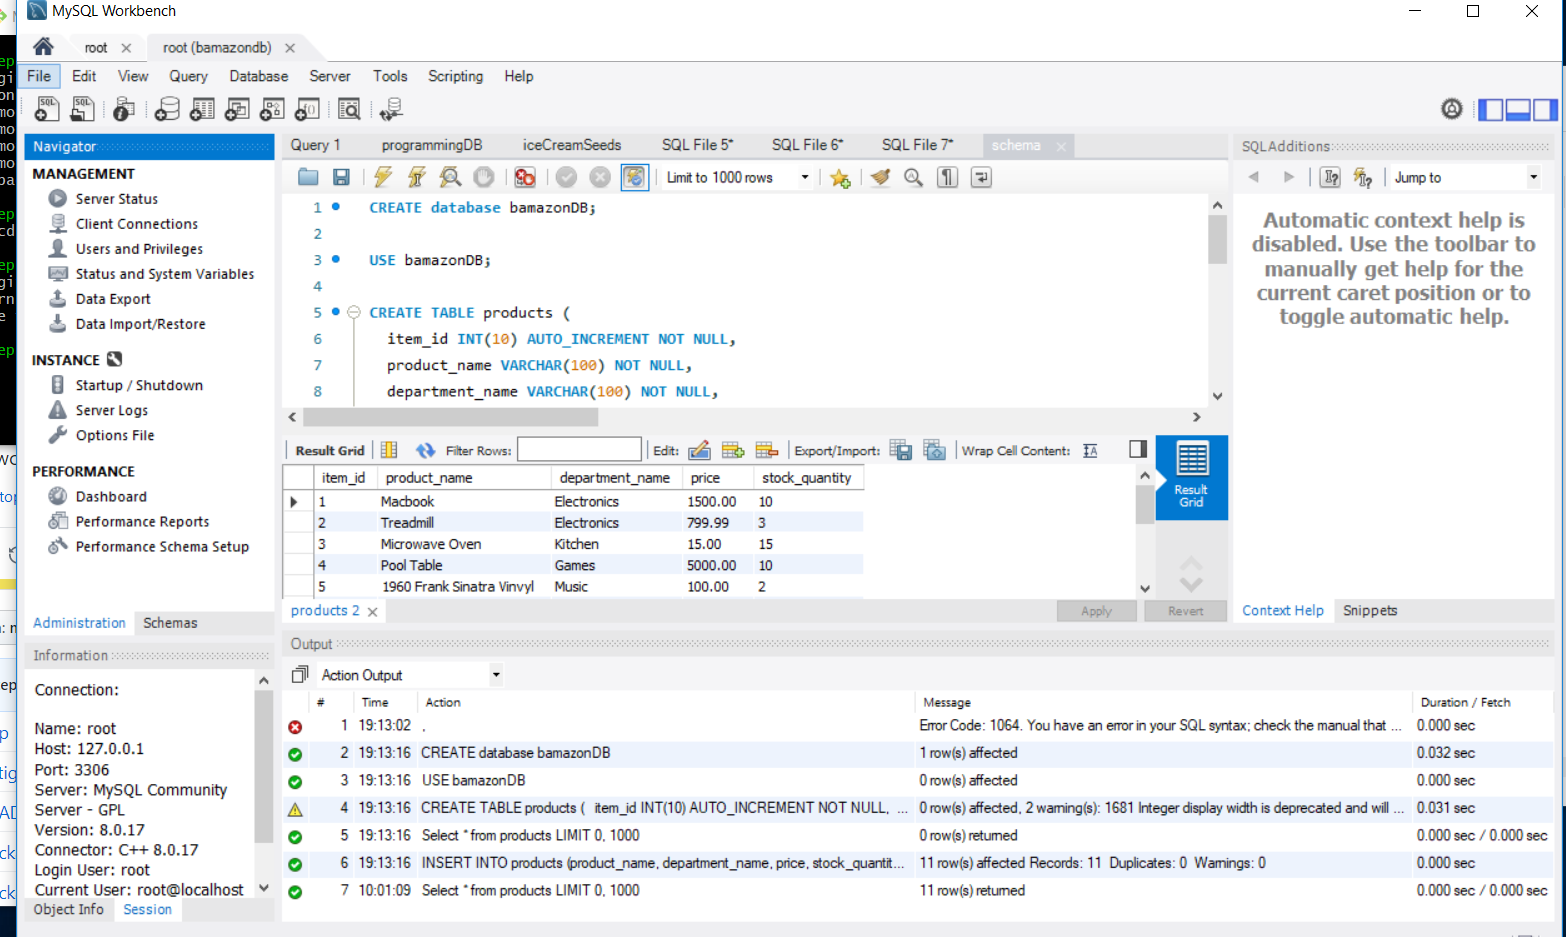 MySQL Workbench
root
root (bamazondb)
File Edit View Query Database Server Tools Scripting Help
Navigator
MANAGEMENT
Server Status
Client Connections
Users and Privileges
Status and System Variables
Data Export
Data Import/Restore
INSTANCE
Startup / Shutdown
Server Logs
Options File
PERFORMANCE
Dashboard
Performance Reports
Performance Schema Setup
Administration Schemas
Information
Connection:
Name: root
Host: 127.0.0.1
Port: 3306
Server: MySQL Community
Server - GPL
Version: 8.0.17
Connector: C++ 8.0.17
Login User: root
Current User: root@localhost
Object Info Session
Query 1 programmingDB iceCreamSeeds SQL File 5* SQL File 6* SQL File 7* schema
Limit to 1000 rows
1 CREATE database bamazonDB;
2
3 USE bamazonDB;
4
5 CREATE TABLE products (
6 item_id INT(10) AUTO_INCREMENT NOT NULL,
7 product_name VARCHAR(100) NOT NULL,
8 department_name VARCHAR(100) NOT NULL,
Result Grid Filter Rows: Edit: Export/Import: Wrap Cell Content:
item_id product_name department_name price stock_quantity
1 Macbook Electronics 1500.00 10
2 Treadmill Electronics 799.99 3
3 Microwave Oven Kitchen 15.00 15
4 Pool Table Games 5000.00 10
5 1960 Frank Sinatra Vinvyl Music 100.00 2
Result
Grid
products 2 Apply Revert
SQLAdditions
Jump to
Automatic context help is
disabled. Use the toolbar to
manually get help for the
current caret position or to
toggle automatic help.
Context Help Snippets
Output
Action Output
# Time Action Message Duration / Fetch
1 19:13:02 . Error Code: 1064. You have an error in your SQL syntax; check the manual that ... 0.000 sec
2 19:13:16 CREATE database bamazonDB 1 row(s) affected 0.032 sec
3 19:13:16 USE bamazonDB 0 row(s) affected 0.000 sec
4 19:13:16 CREATE TABLE products ( item_id INT(10) AUTO_INCREMENT NOT NULL, ... 0 row(s) affected, 2 warning(s): 1681 Integer display width is deprecated and will ... 0.031 sec
5 19:13:16 Select * from products LIMIT 0, 1000 0 row(s) returned 0.000 sec / 0.000 sec
6 19:13:16 INSERT INTO products (product_name, department_name, price, stock_quantit... 11 row(s) affected Records: 11 Duplicates: 0 Warnings: 0 0.000 sec
7 10:01:09 Select * from products LIMIT 0, 1000 11 row(s) returned 0.000 sec / 0.000 sec